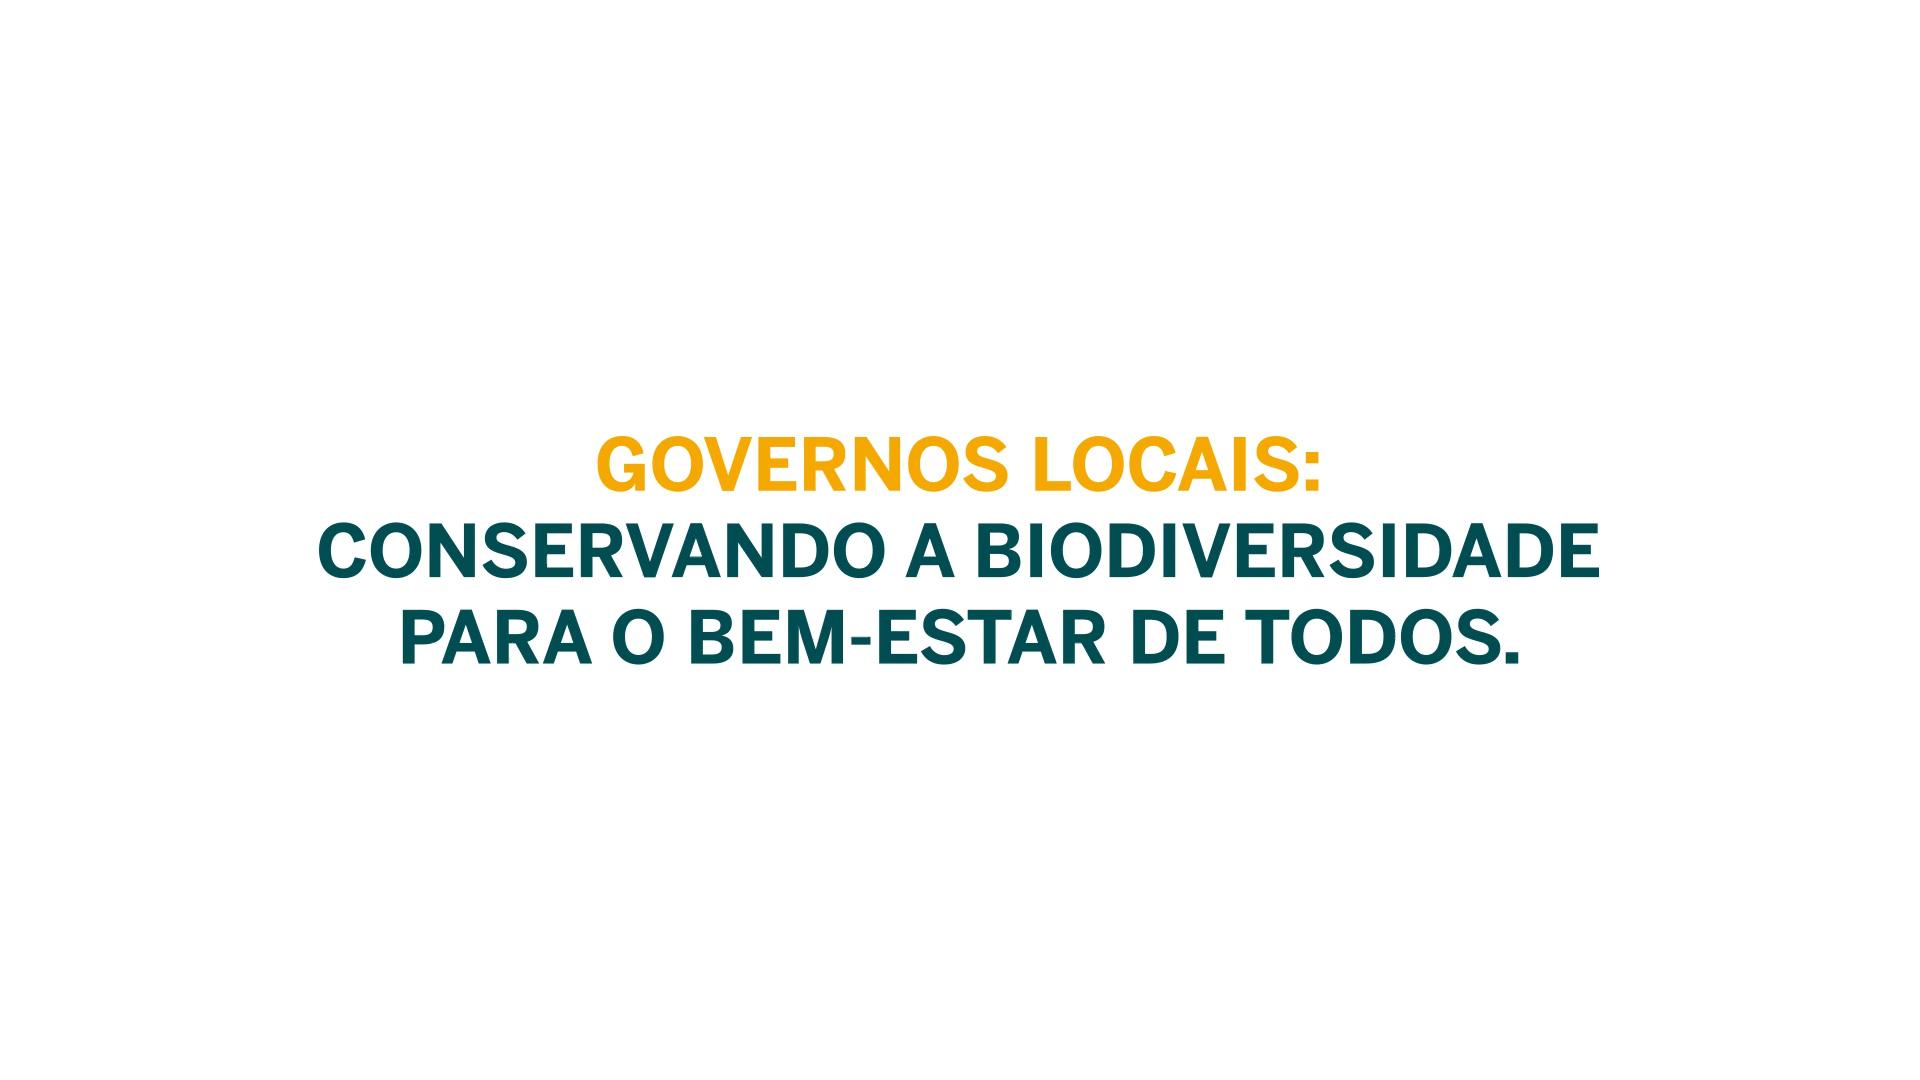 GOVERNOS LOCAIS:
CONSERVANDO A BIODIVERSIDADE
PARA O BEM-ESTAR DE TODOS.